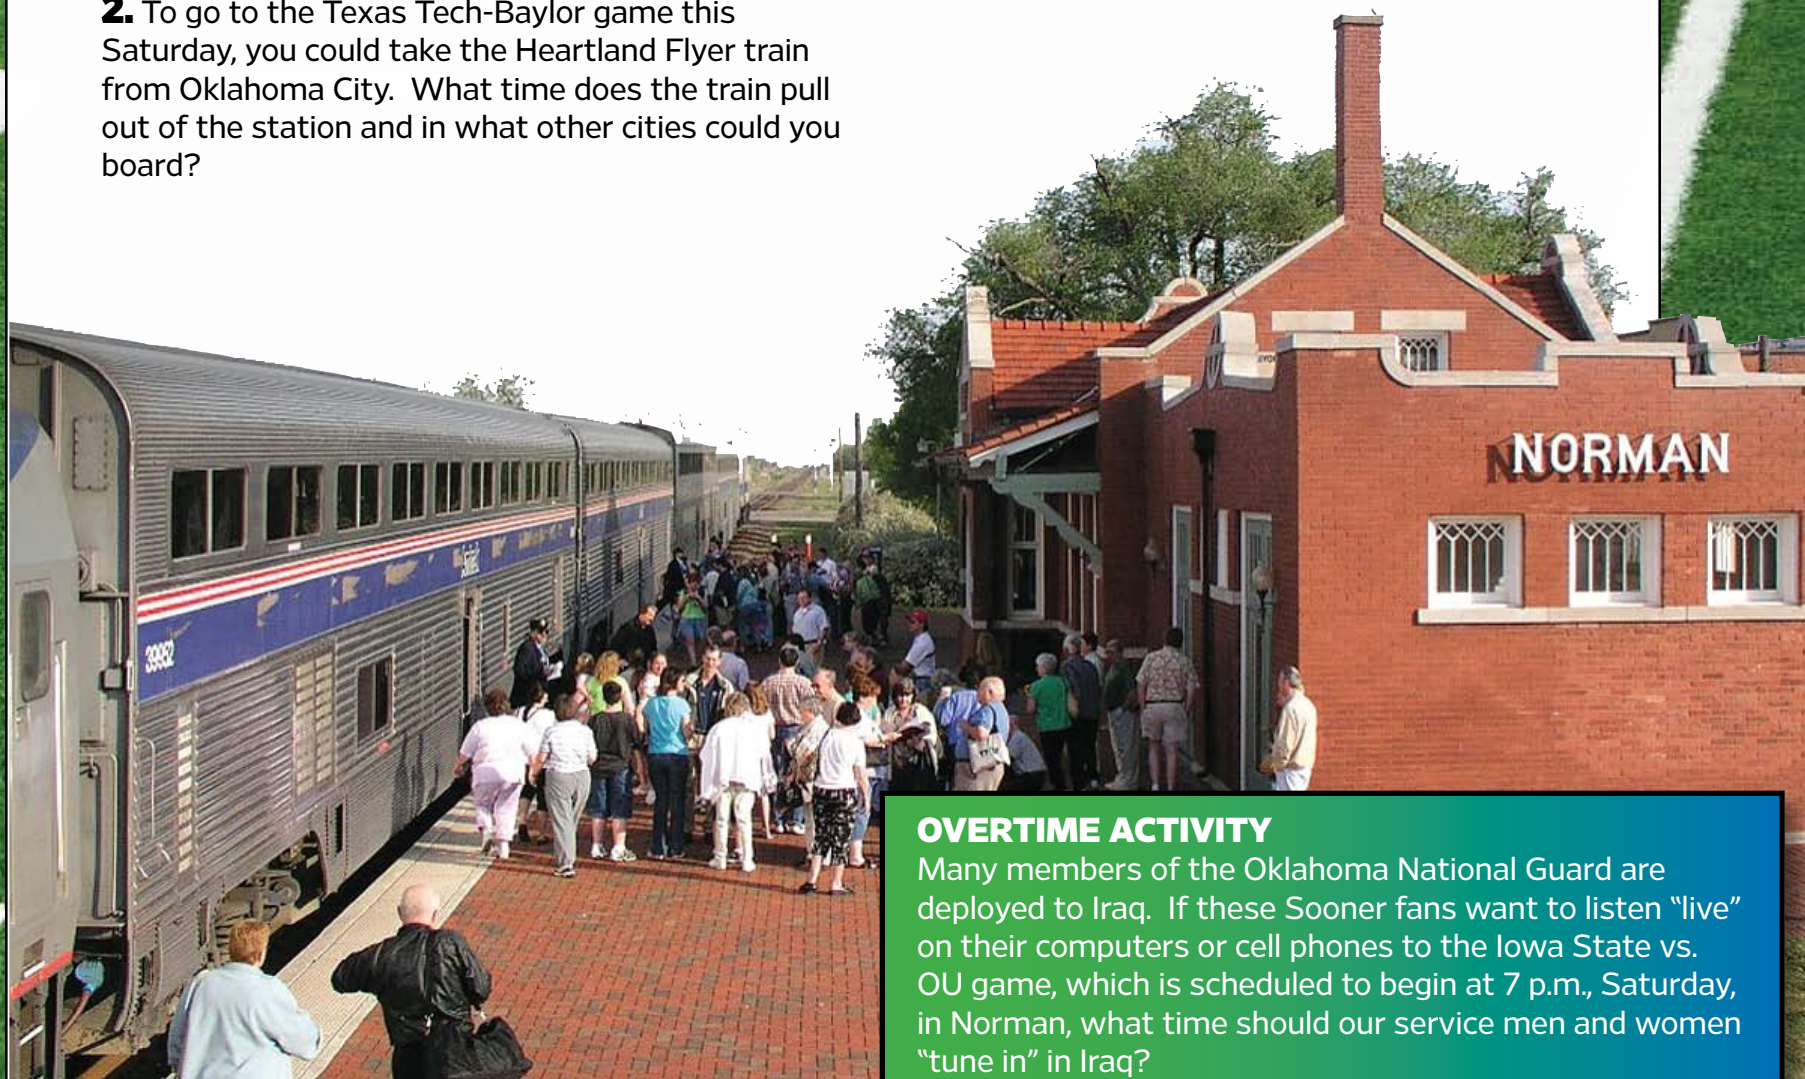 2. To go to the Texas Tech-Baylor game this
Saturday, you could take the Heartland Flyer train
from Oklahoma City.  What time does the train pull
out of the station and in what other cities could you
board?
NORMAN
39952
OVERTIME ACTIVITY
Many members of the Oklahoma National Guard are
deployed to Iraq.  If these Sooner fans want to listen “live”
on their computers or cell phones to the Iowa State vs.
OU game, which is scheduled to begin at 7 p.m., Saturday,
in Norman, what time should our service men and women
“tune in” in Iraq?